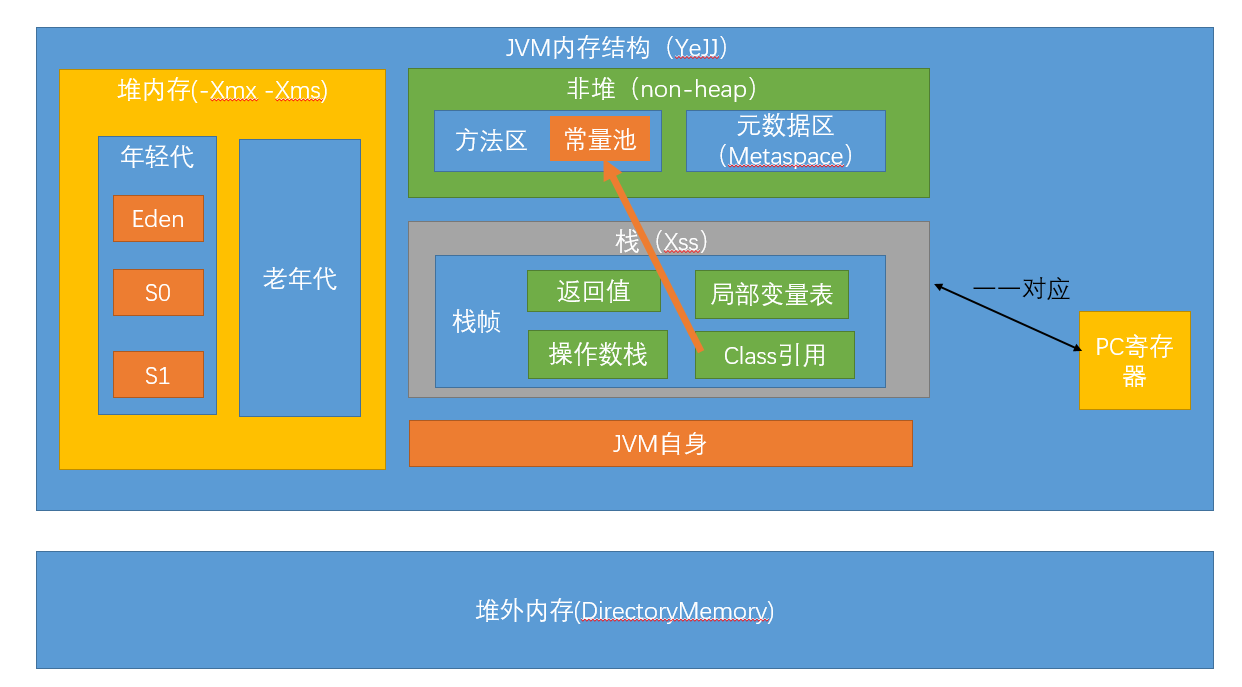 JVM内存结构（YeJJ）
堆内存(-Xmx -Xms)
年轻代
Eden
S0
S1
老年代
非堆（non-heap）
方法区
常量池
元数据区
（Metaspace）
栈（Xss）
栈帧
返回值
局部变量表
操作数栈
Class引用
JVM自身
一一对应
PC寄存
器
堆外内存(DirectoryMemory)